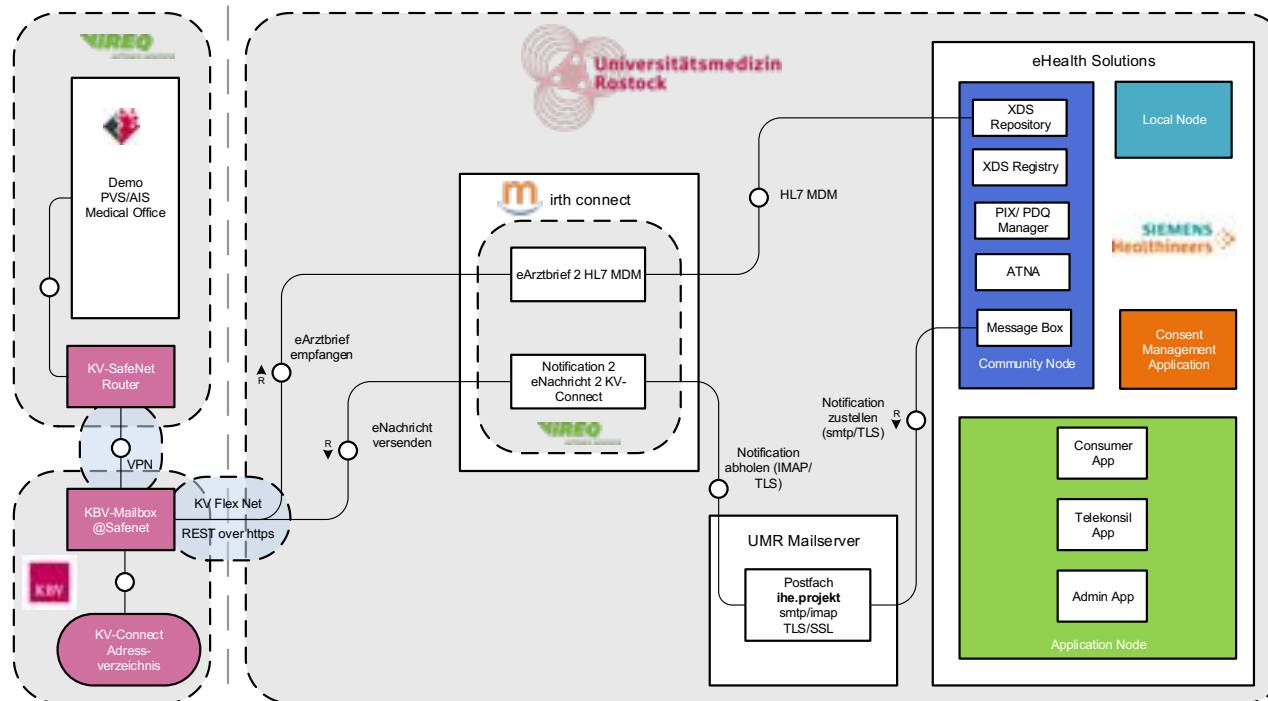 VIREQ
Demo
PVS/AIS
Medical Office
KV-SafeNet
Router
VPN
KBV-Mailbox
@Safenet
KBV
KV-Connect
Adress-
verzeichnis
KV Flex Net
REST over https
Universitätsmedizin
Rostock
eArztbrief
empfangen
R
eNachricht
versenden
R
m
irth connect
eArztbrief 2 HL7 MDM
Notification 2
eNachricht 2 KV-
Connect
VIREQ
HL7 MDM
Notification
abholen (IMAP/
TLS)
Notification
zustellen
(smtp/TLS)
R
UMR Mailserver
Postfach
ihe.projekt
smtp/imap
TLS/SSL
eHealth Solutions
XDS
Repository
XDS Registry
PIX/ PDQ
Manager
ATNA
Message Box
Community Node
Local Node
SIEMENS
Healthineers
Consent
Management
Application
Consumer
App
Telekonsil
App
Admin App
Application Node